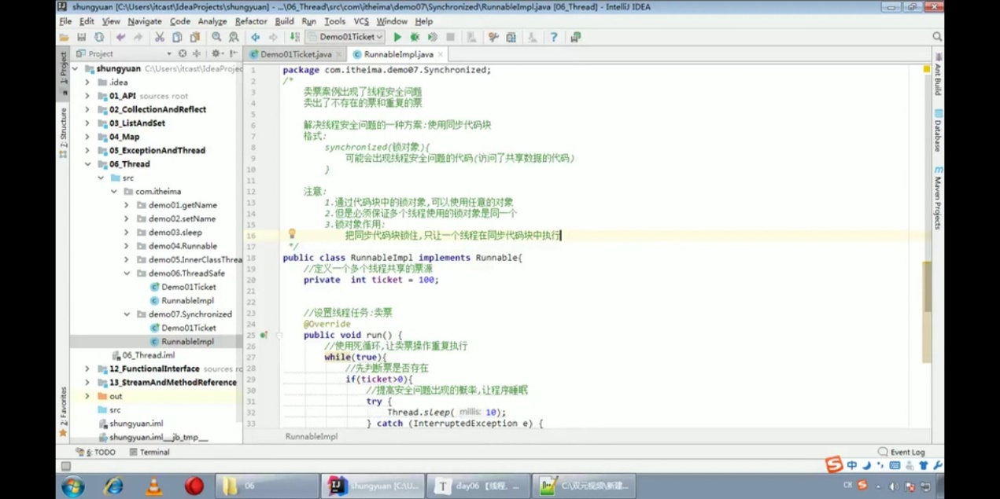 shungyuan [C:\Users\itcast\IdeaProjects\shungyuan] - ...\06_Thread\src\com\itheima\demo07\Synchronized\RunnableImpl.java [06_Thread] - IntelliJ IDEA
File Edit View Navigate Code Analyze Refactor Build Run Tools VCS Window Help
Demo01Ticket
Project
Demo01Ticket.java
RunnableImpl.java
1: Project
7: Structure
2: Favorites
shungyuan C:\Users\itcast\IdeaProjec
.idea
01_API sources root
02_CollectionAndReflect
03_ListAndSet
04_Map
05_ExceptionAndThread
06_Thread
src
com.itheima
demo01.getName
demo02.setName
demo03.sleep
demo04.Runnable
demo05.InnerClassThrea
demo06.ThreadSafe
Demo01Ticket
RunnableImpl
demo07.Synchronized
Demo01Ticket
RunnableImpl
06_Thread.iml
12_FunctionalInterface sources rc
13_StreamAndMethodReference
out
src
shungyuan.iml
shungyuan.iml__jb_tmp__
1 package com.itheima.demo07.Synchronized;
2 /*
3 卖票案例出现了线程安全问题
4 卖出了不存在的票和重复的票
5
6 解决线程安全问题的一种方案:使用同步代码块
7 格式:
8 synchronized(锁对象){
9 可能会出现线程安全问题的代码(访问了共享数据的代码)
10 }
11
12 注意:
13 1.通过代码块中的锁对象,可以使用任意的对象
14 2.但是必须保证多个线程使用的锁对象是同一个
15 3.锁对象作用:
16 把同步代码块锁住,只让一个线程在同步代码块中执行
17 */
18 public class RunnableImpl implements Runnable{
19 //定义一个多个线程共享的票源
20 private int ticket = 100;
21
22
23 //设置线程任务:卖票
24 @Override
25 public void run() {
26 //使用死循环,让卖票操作重复执行
27 while(true){
28 //先判断票是否存在
29 if(ticket>0){
30 //提高安全问题出现的概率,让程序睡眠
31 try {
32 Thread.sleep( millis: 10);
33 } catch (InterruptedException e) {
RunnableImpl
Ant Build
Database
Maven Projects
6: TODO
Terminal
Event Log
中
06
shungyuan [C:\U...
day06 【线程、...
C:\双元视频\新建...
CH